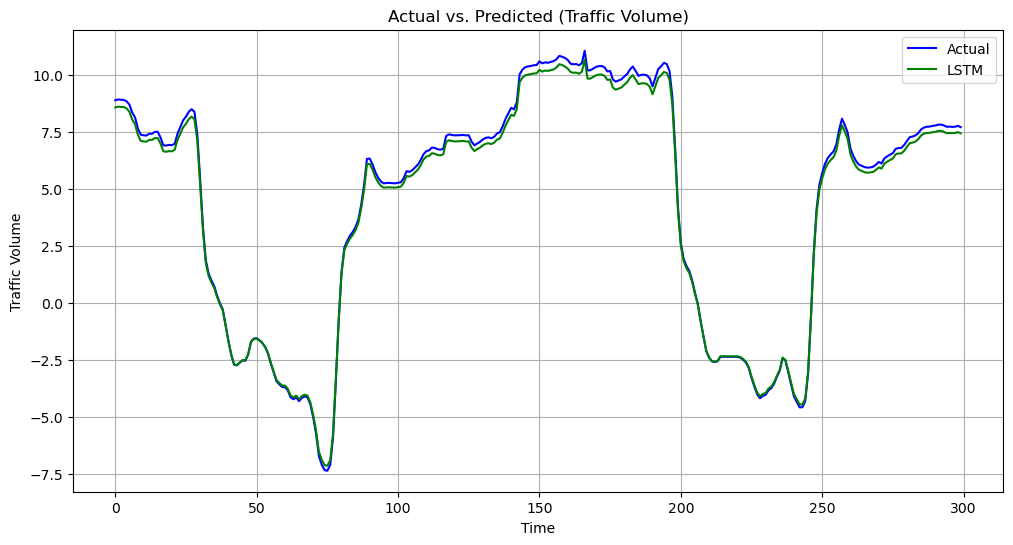 Actual vs. Predicted (Traffic Volume)
Actual
LSTM
Traffic Volume
10.0
7.5
5.0
2.5
0.0
−2.5
−5.0
−7.5
0 50 100 150 200 250 300
Time